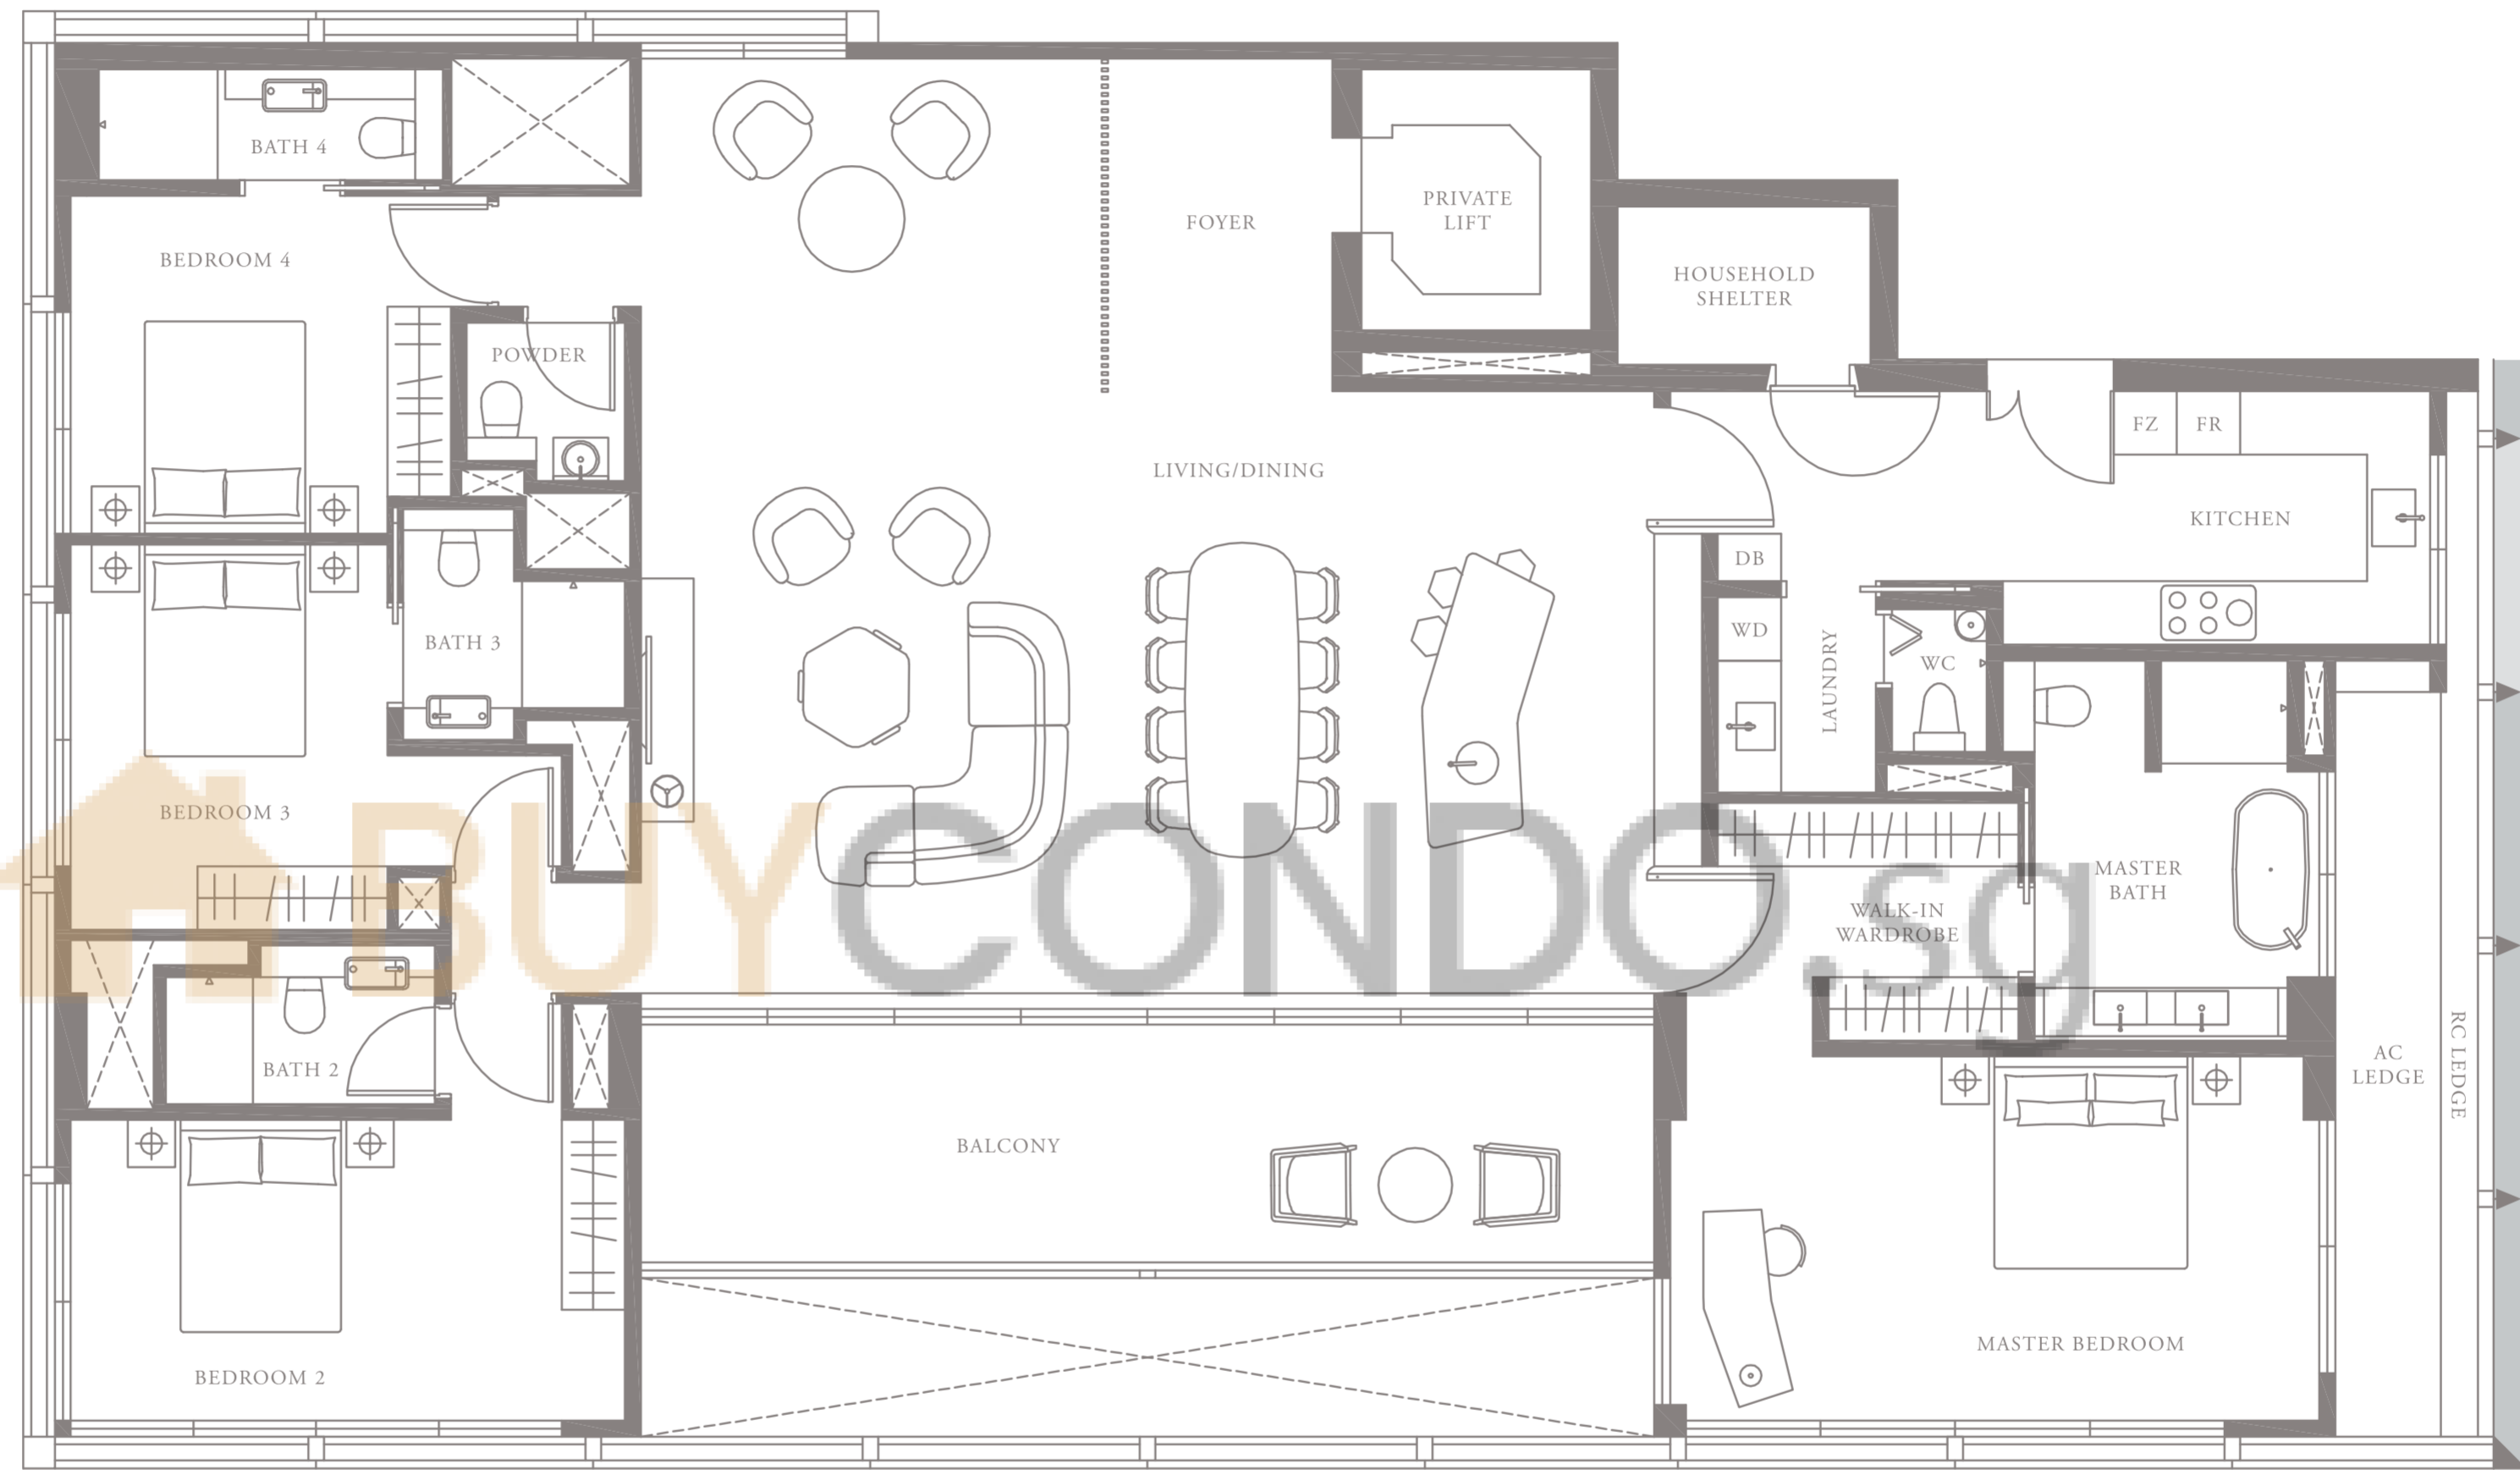 BATH 4
PRIVATE
LIFT
FOYER
BEDROOM 4
HOUSEHOLD
SHELTER
POWDER
FZ
FR
LIVING/DINING
KITCHEN
DB
BATH 3
WD
LAUNDRY
WC
BEDROOM 3
MASTER
BATH
WALK-IN
WARDROBE
BUYCONDO.sg
BATH 2
AC
LEDGE
RC LEDGE
BALCONY
MASTER BEDROOM
BEDROOM 2